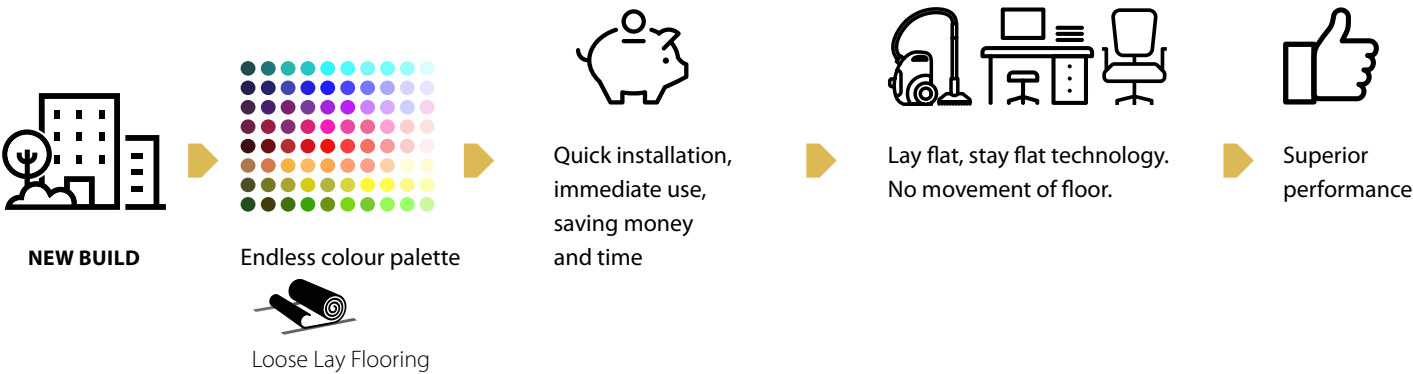 NEW BUILD
Endless colour palette
Loose Lay Flooring
Quick installation,
immediate use,
saving money
and time
Lay flat, stay flat technology.
No movement of floor.
Superior
performance